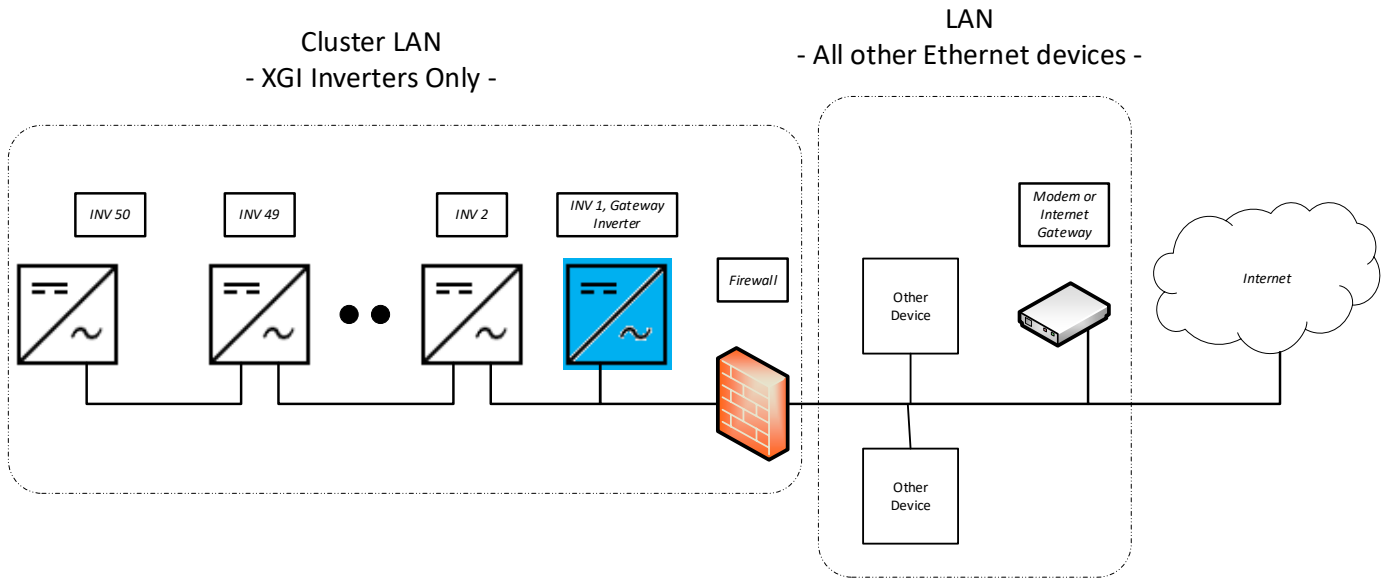 Cluster LAN
- XGI Inverters Only -
LAN
- All other Ethernet devices -
INV 50
INV 49
INV 2
INV 1, Gateway
Inverter
Firewall
Modem or
Internet
Gateway
Other
Device
Internet
Other
Device